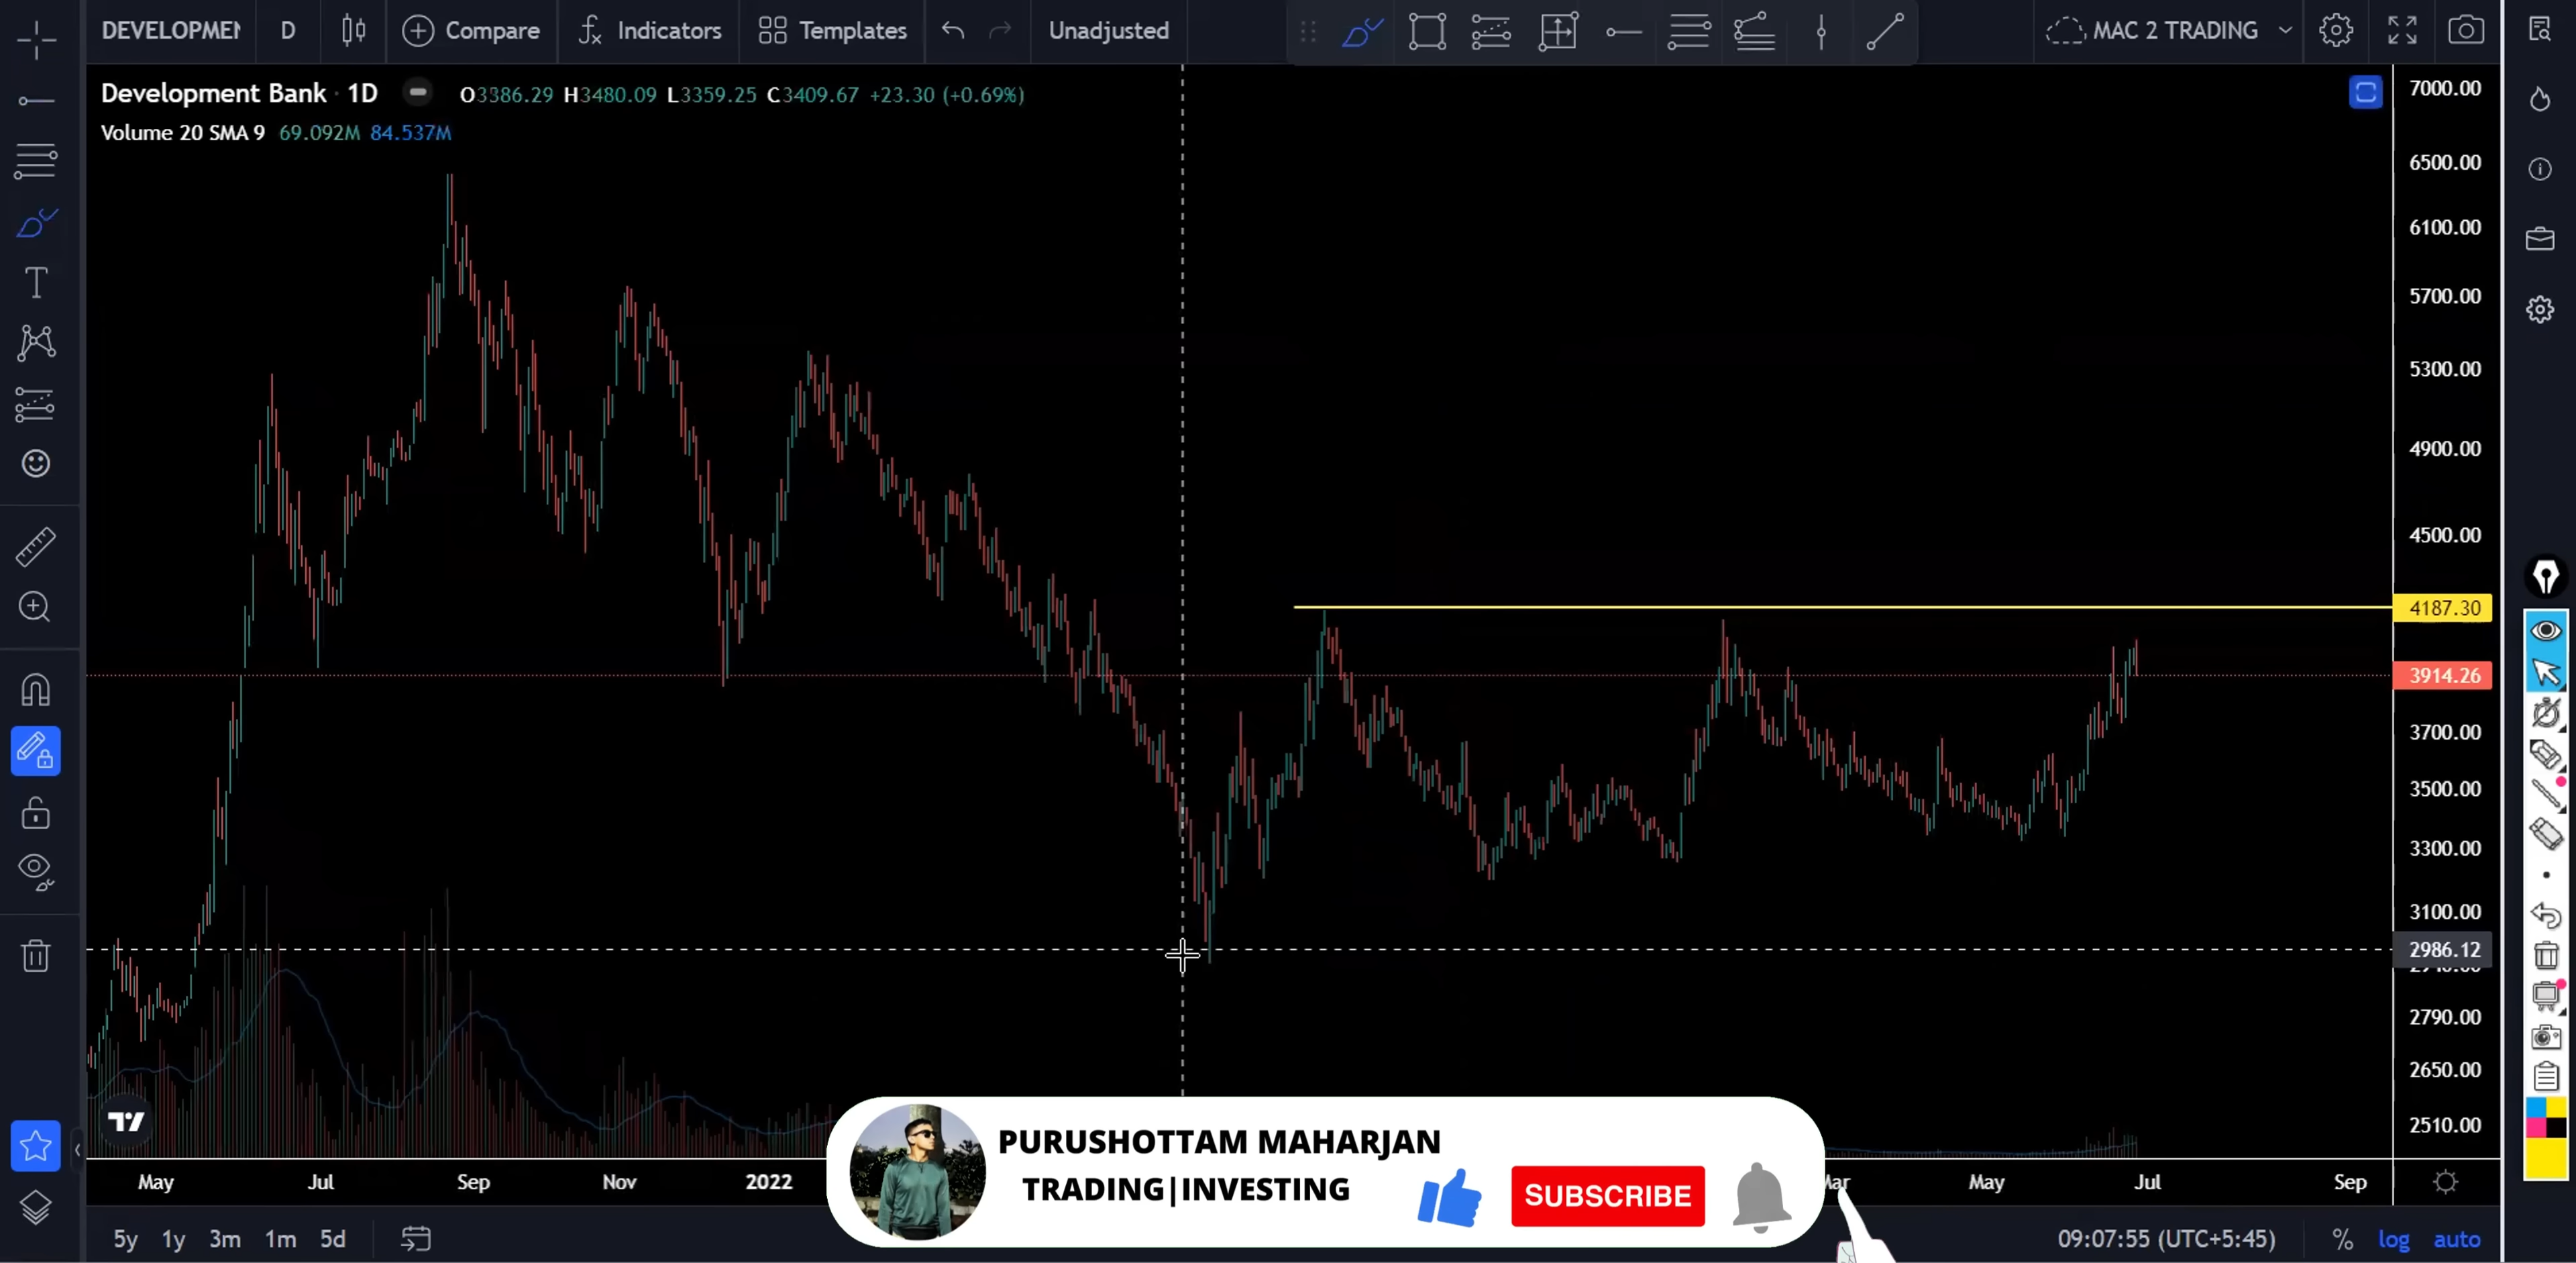 DEVELOPMEN D Compare Indicators Templates Unadjusted MAC 2 TRADING
Development Bank · 1D O3386.29 H3480.09 L3359.25 C3409.67 +23.30 (+0.69%)
Volume 20 SMA 9 69.092M 84.537M
7000.00
6500.00
6100.00
5700.00
5300.00
4900.00
4500.00
4187.30
3914.26
3700.00
3500.00
3300.00
3100.00
2986.12
2790.00
2650.00
2510.00
PURUSHOTTAM MAHARJAN
TRADING|INVESTING
SUBSCRIBE
May Jul Sep Nov 2022 Mar May Jul Sep
5y 1y 3m 1m 5d 09:07:55 (UTC+5:45) % log auto